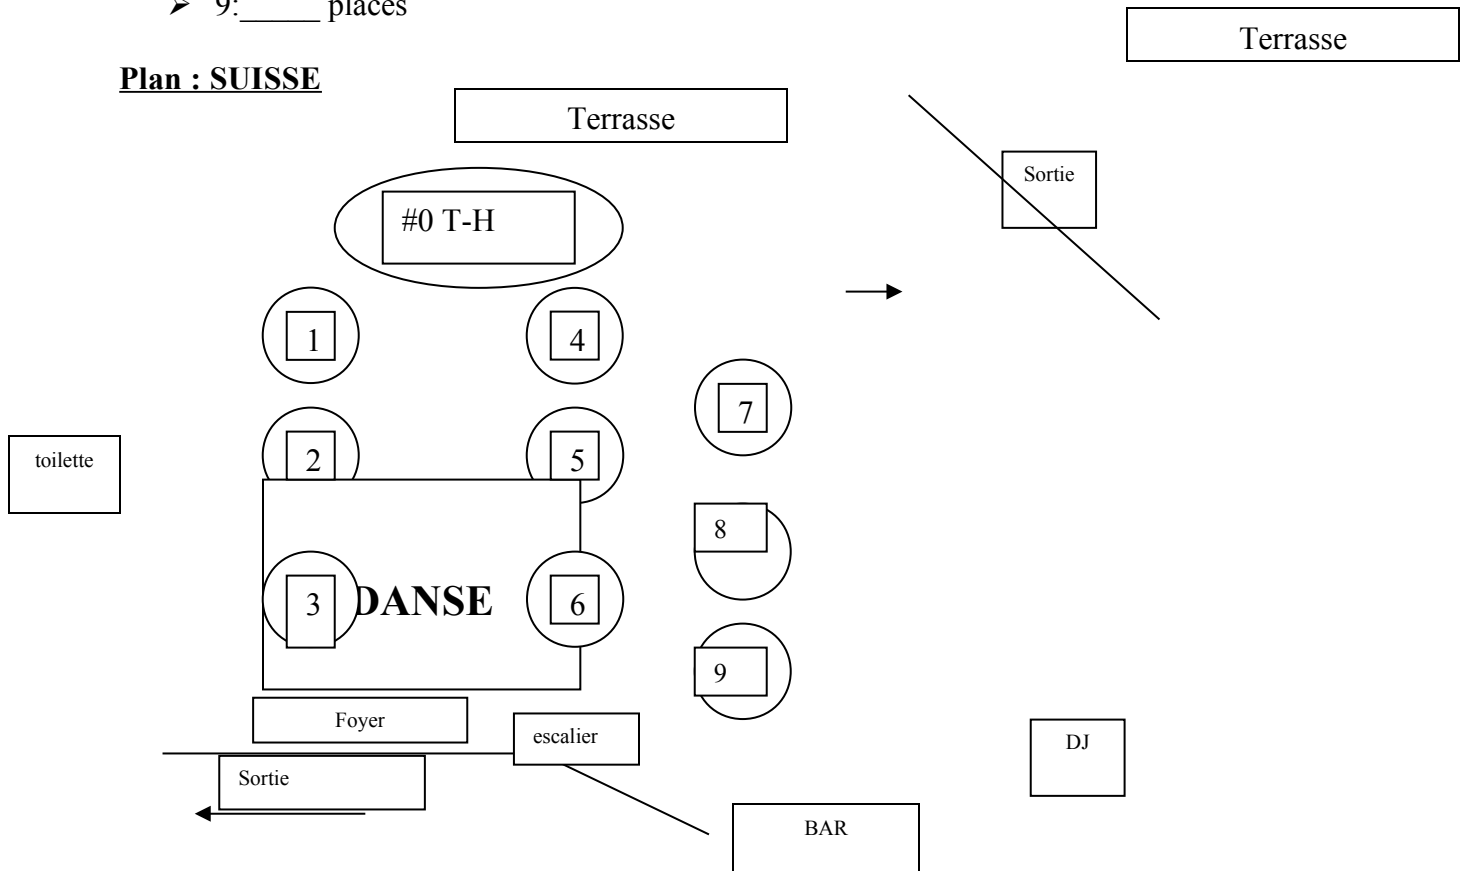 ➢ 9:_____ places
Terrasse
Plan : SUISSE
Terrasse
Sortie
#0 T-H
1
4
7
2
5
toilette
8
3
DANSE
6
9
Foyer
escalier
DJ
Sortie
BAR